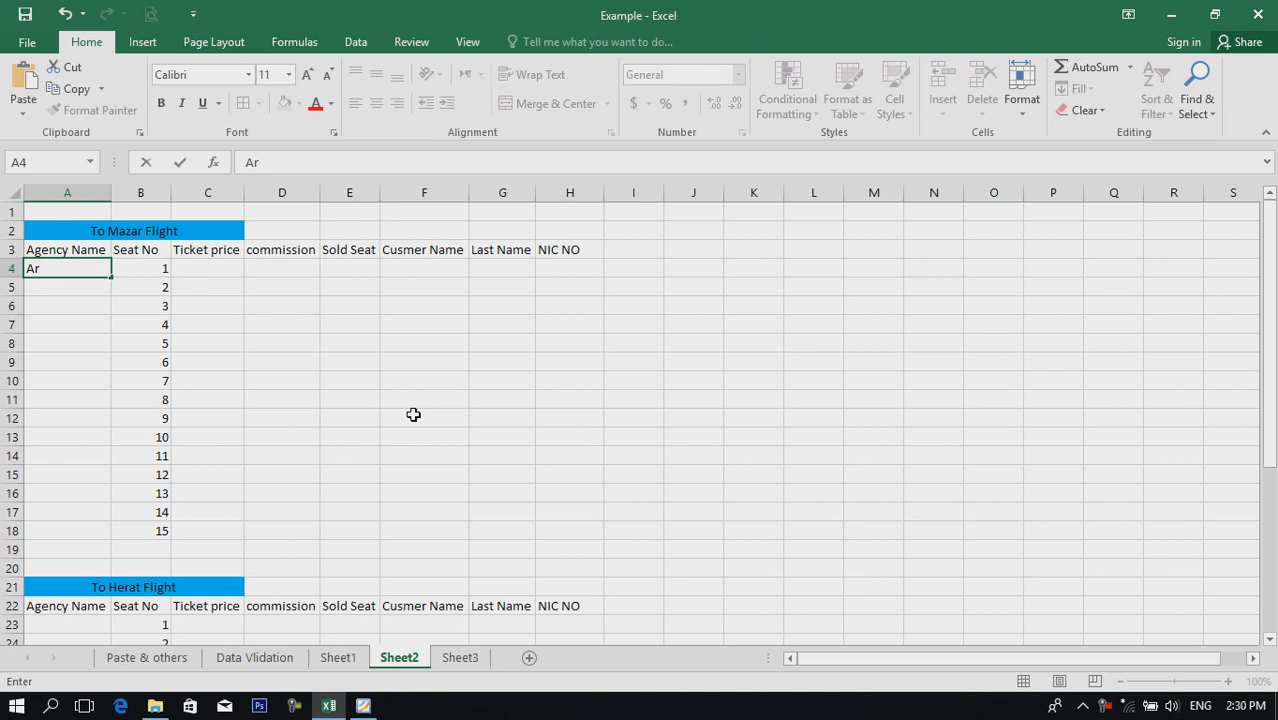 Example - Excel
Sign in
Share
File
Home
Insert
Page Layout
Formulas
Data
Review
View
Tell me what you want to do...
Paste
Cut
Copy
Format Painter
Clipboard
Calibri
11
B I U
Font
Wrap Text
Merge & Center
Alignment
General
$ % ,
Number
Conditional
Formatting
Format as
Table
Cell
Styles
Styles
Insert
Delete
Format
Cells
AutoSum
Fill
Clear
Sort &
Filter
Find &
Select
Editing
A4
fx
Ar
A B C D E F G H I J K L M N O P Q R S
1
2 To Mazar Flight
3 Agency Name Seat No Ticket price commission Sold Seat Cusmer Name Last Name NIC NO
4 Ar 1
5 2
6 3
7 4
8 5
9 6
10 7
11 8
12 9
13 10
14 11
15 12
16 13
17 14
18 15
19
20
21 To Herat Flight
22 Agency Name Seat No Ticket price commission Sold Seat Cusmer Name Last Name NIC NO
23 1
24 2
Paste & others Data Vlidation Sheet1 Sheet2 Sheet3
Enter
100%
ENG 2:30 PM